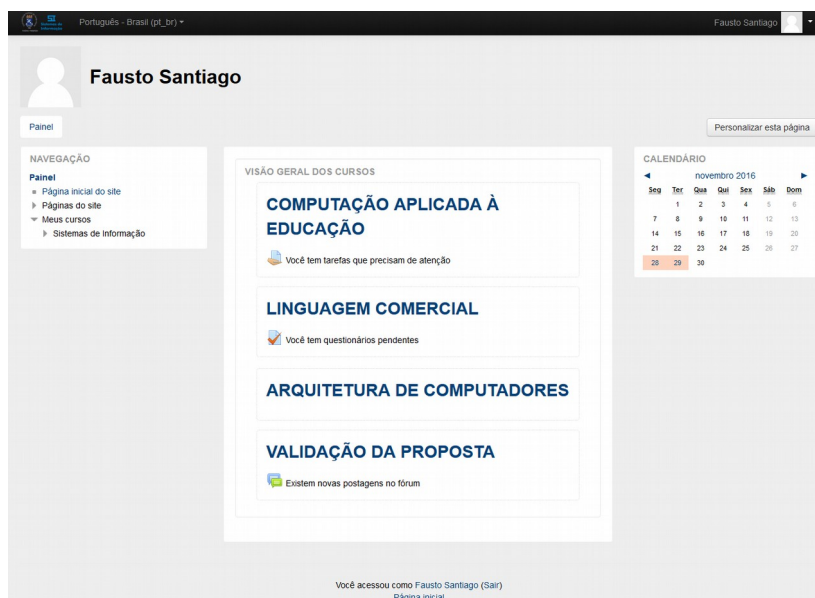 SI
Português - Brasil (pt_br)
Fausto Santiago
Fausto Santiago
Painel
Personalizar esta página
NAVEGAÇÃO
Painel
Página inicial do site
Páginas do site
Meus cursos
Sistemas de Informação
VISÃO GERAL DOS CURSOS
COMPUTAÇÃO APLICADA À
EDUCAÇÃO
Você tem tarefas que precisam de atenção
LINGUAGEM COMERCIAL
Você tem questionários pendentes
ARQUITETURA DE COMPUTADORES
VALIDAÇÃO DA PROPOSTA
Existem novas postagens no fórum
CALENDÁRIO
novembro 2016
Seg Ter Qua Qui Sex Sáb Dom
1 2 3 4 5 6
7 8 9 10 11 12 13
14 15 16 17 18 19 20
21 22 23 24 25 26 27
28 29 30
Você acessou como Fausto Santiago (Sair)
Página inicial